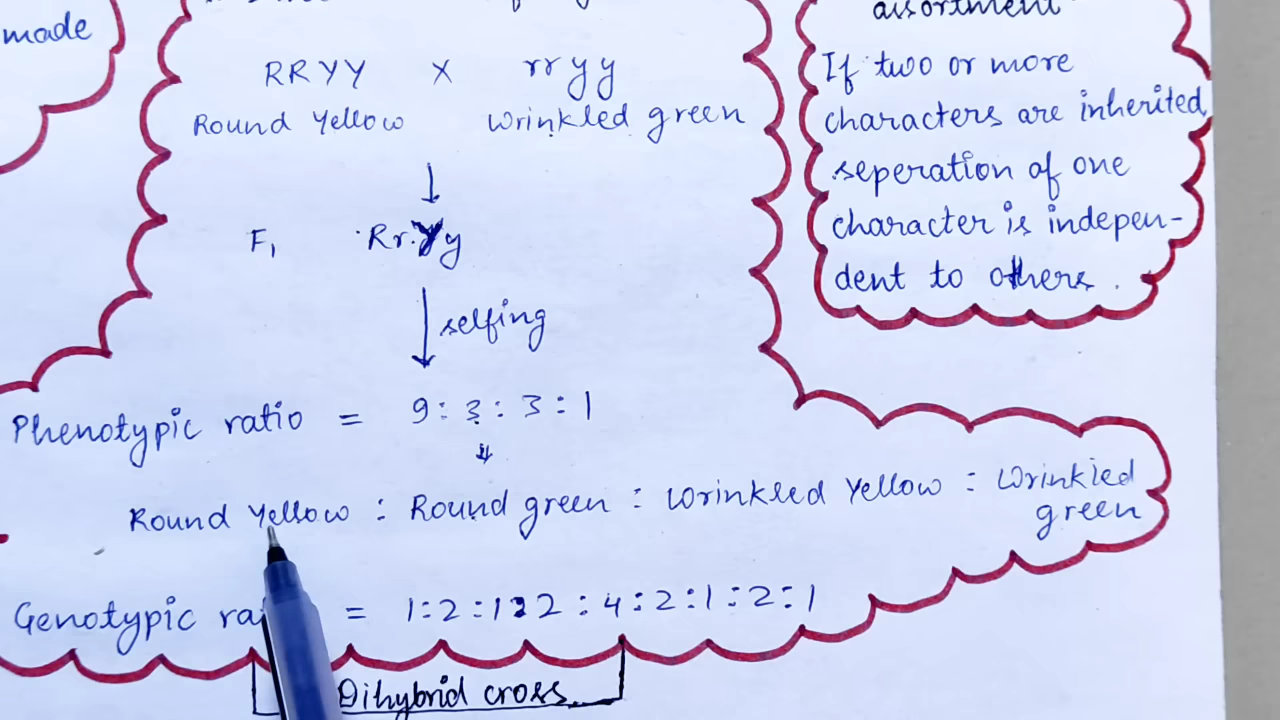 made
RRYY X rryy
Round Yellow Wrinkled green
↓
F₁ RrYy
↓ selfing
Phenotypic ratio = 9:3:3:1
↓
Round Yellow : Round green : Wrinkled Yellow : Wrinkled
green
Genotypic = 1:2:1:2:4:2:1:2:1
Dihybrid cross
assortment
If two or more
characters are inherited,
seperation of one
character is indepen-
dent to others.